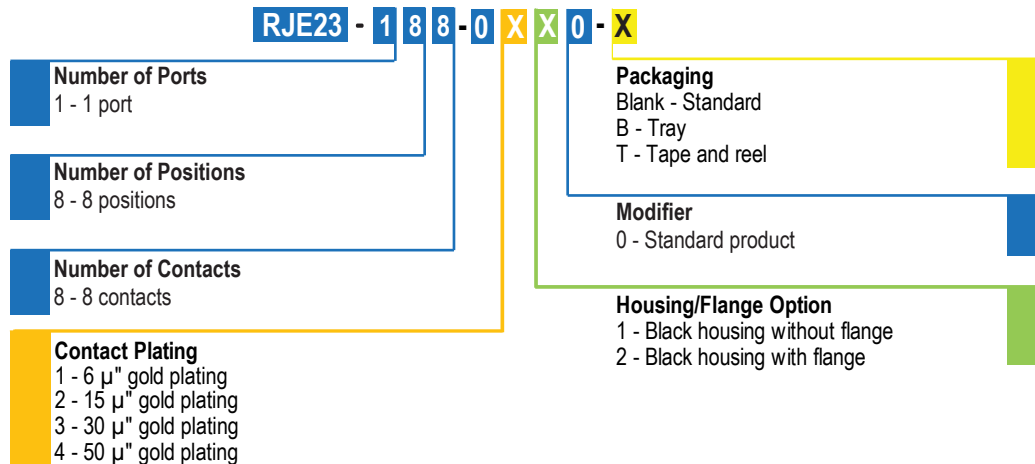 RJE23 - 1 8 8 - 0 X X 0 - X
Number of Ports
1 - 1 port
Number of Positions
8 - 8 positions
Number of Contacts
8 - 8 contacts
Contact Plating
1 - 6 µ" gold plating
2 - 15 µ" gold plating
3 - 30 µ" gold plating
4 - 50 µ" gold plating
Packaging
Blank - Standard
B - Tray
T - Tape and reel
Modifier
0 - Standard product
Housing/Flange Option
1 - Black housing without flange
2 - Black housing with flange